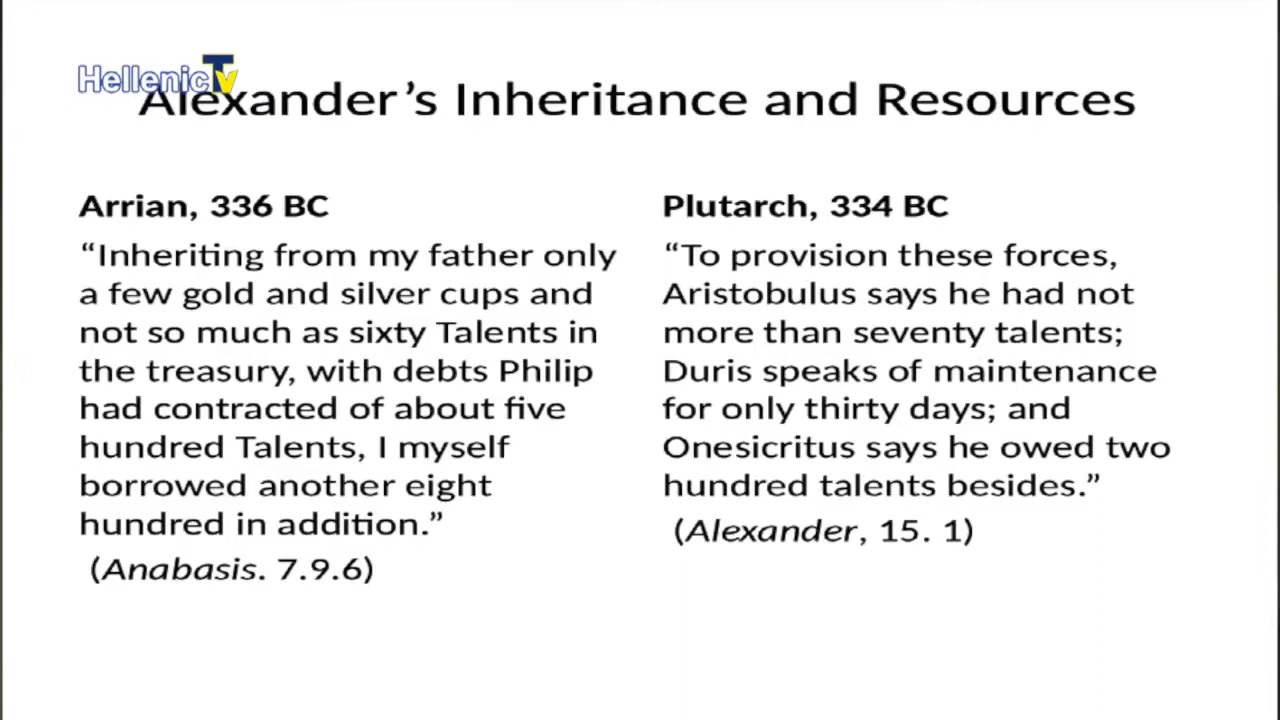 HellenicTv
Alexander’s Inheritance and Resources
Arrian, 336 BC
“Inheriting from my father only
a few gold and silver cups and
not so much as sixty Talents in
the treasury, with debts Philip
had contracted of about five
hundred Talents, I myself
borrowed another eight
hundred in addition.”
(Anabasis. 7.9.6)
Plutarch, 334 BC
“To provision these forces,
Aristobulus says he had not
more than seventy talents;
Duris speaks of maintenance
for only thirty days; and
Onesicritus says he owed two
hundred talents besides.”
(Alexander, 15. 1)